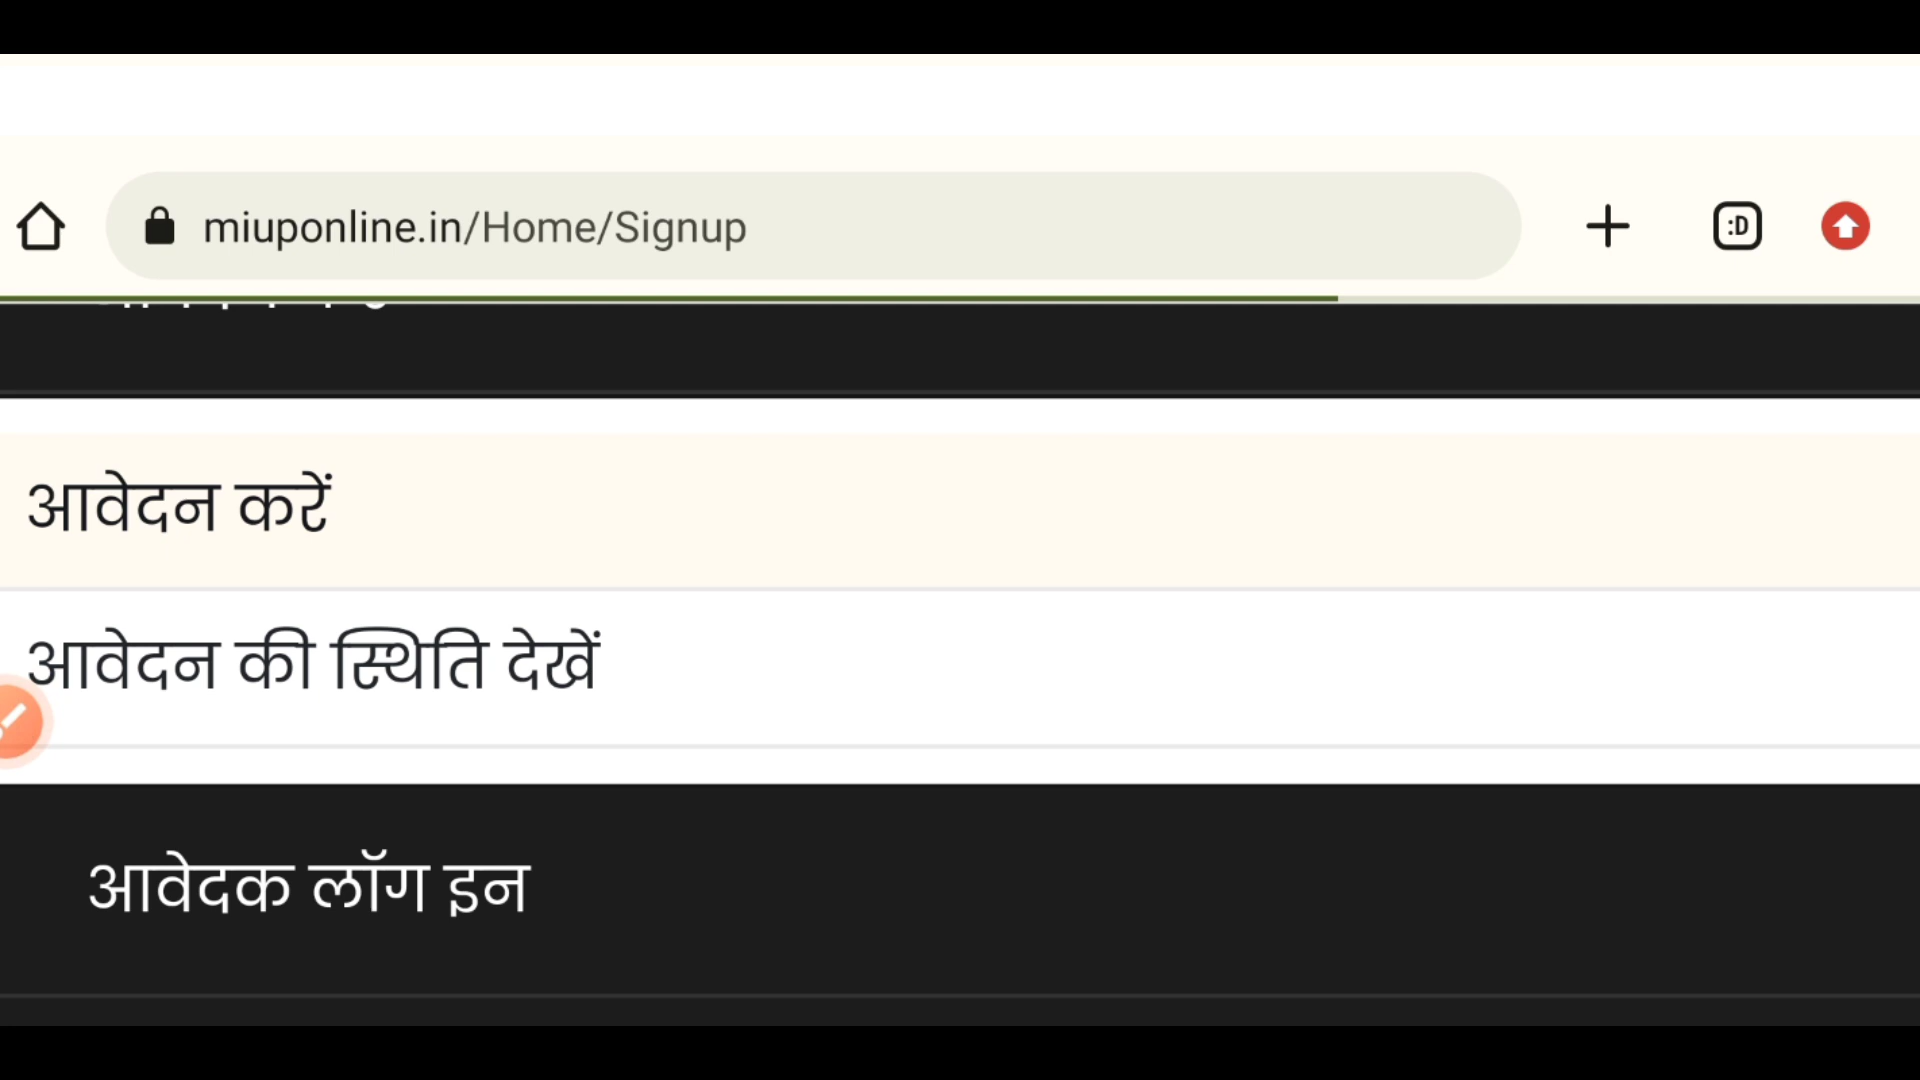 miuponline.in/Home/Signup
:D
आवेदन करें
आवेदन की स्थिति देखें
आवेदक लॉग इन